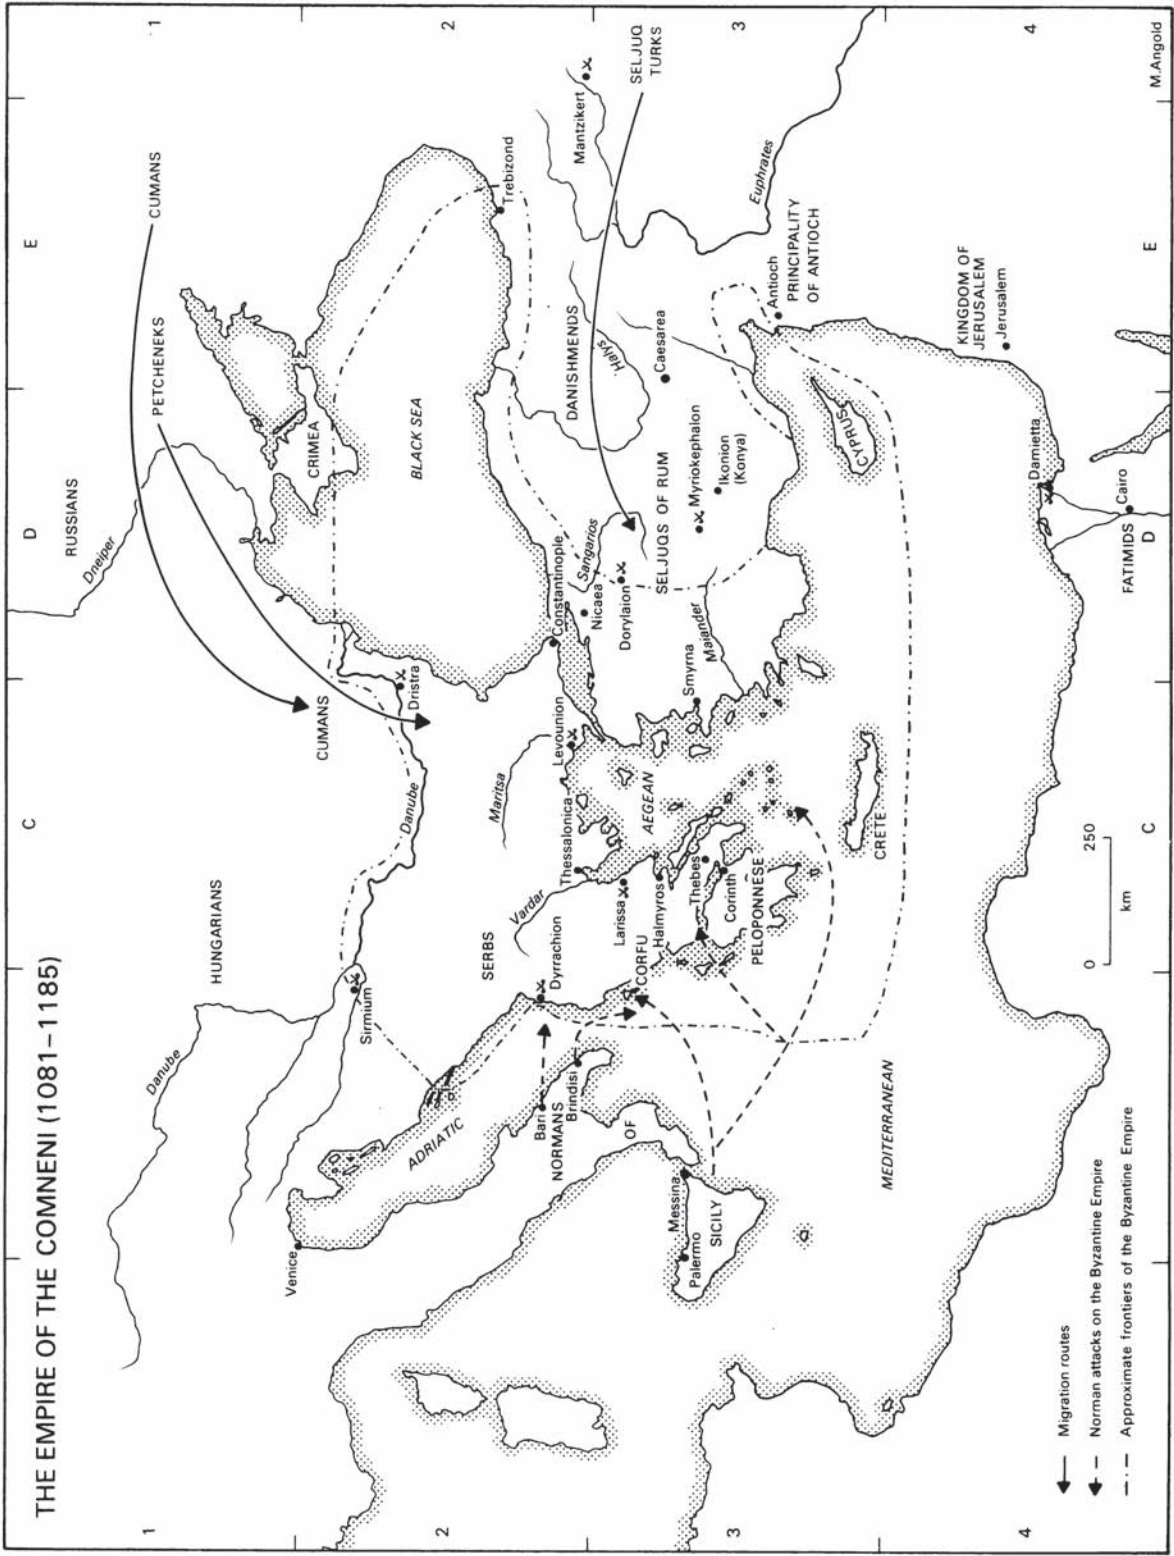 THE EMPIRE OF THE COMNENI (1081–1185)
1
2
3
4
1
2
3
4
C
D
E
C
D
E
HUNGARIANS
RUSSIANS
CUMANS
PETCHENEKS
Danube
Dneiper
CRIMEA
CUMANS
Venice
Sirmium
Danube
Dristra
BLACK SEA
Trebizond
ADRIATIC
SERBS
Maritsa
Constantinople
Mantzikert
SELJUQ
TURKS
Bari
NORMANS
Brindisi
OF
Dyrrachion
Vardar
Thessalonica
Levounion
Sangarios
Nicaea
Dorylaion
DANISHMENDS
Halys
Caesarea
CORFU
Larissa
Halmyros
AEGEAN
Smyrna
Maiander
SELJUQS OF RUM
Myriokephalon
Ikonion
(Konya)
Euphrates
Messina
Palermo
SICILY
Thebes
Corinth
PELOPONNESE
Antioch
PRINCIPALITY
OF ANTIOCH
CYPRUS
CRETE
MEDITERRANEAN
KINGDOM OF
JERUSALEM
Jerusalem
Damietta
Cairo
FATIMIDS
0
250
km
Migration routes
Norman attacks on the Byzantine Empire
Approximate frontiers of the Byzantine Empire
M.Angold